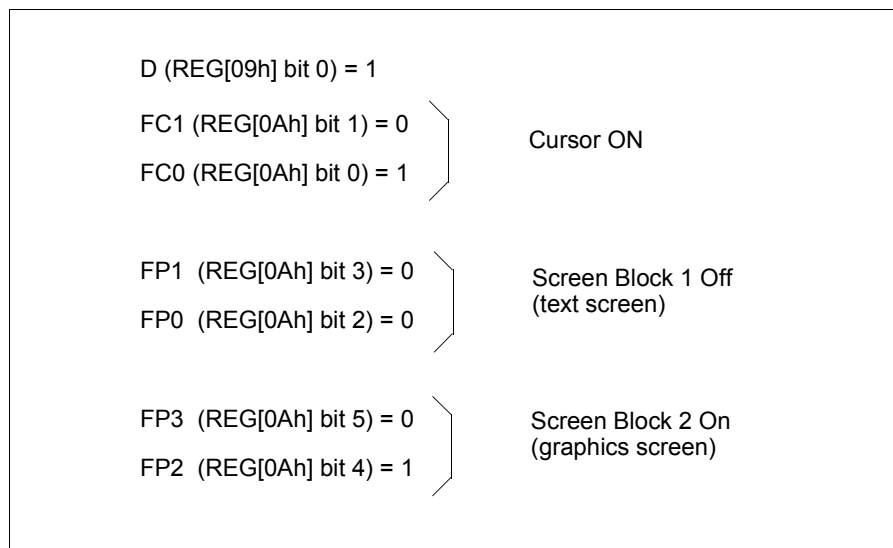 D (REG[09h] bit 0) = 1
FC1 (REG[0Ah] bit 1) = 0
FC0 (REG[0Ah] bit 0) = 1
Cursor ON
FP1 (REG[0Ah] bit 3) = 0
FP0 (REG[0Ah] bit 2) = 0
Screen Block 1 Off
(text screen)
FP3 (REG[0Ah] bit 5) = 0
FP2 (REG[0Ah] bit 4) = 1
Screen Block 2 On
(graphics screen)